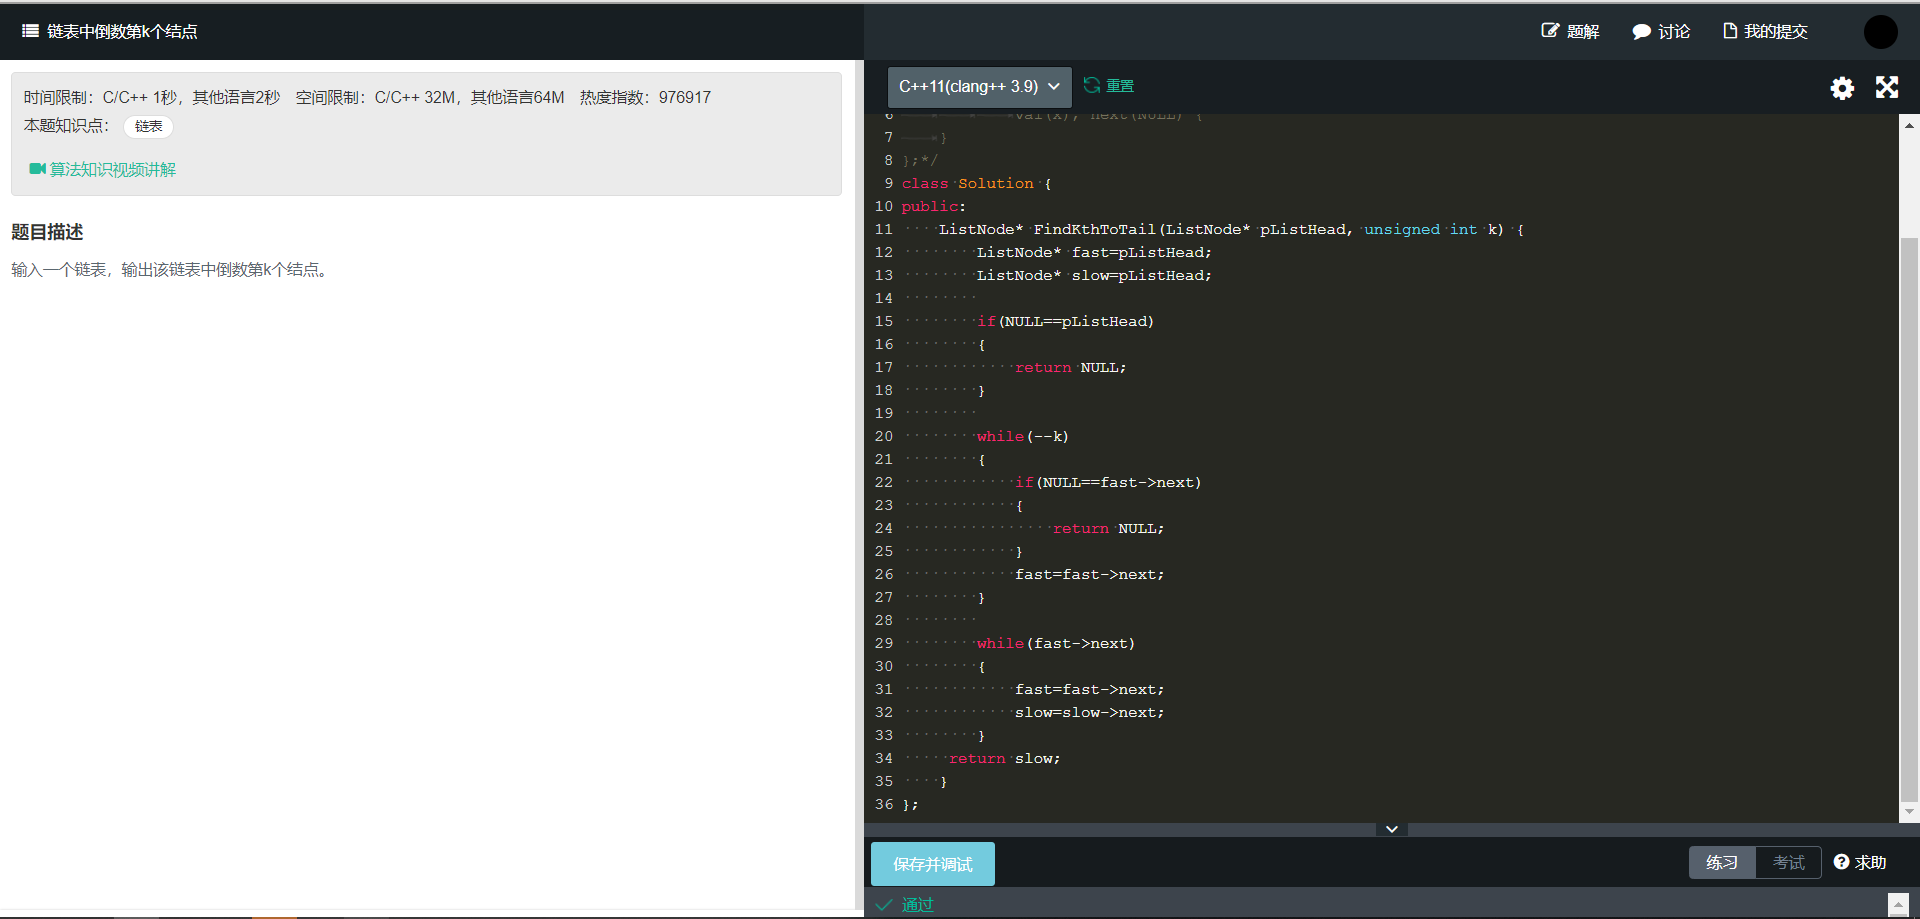 链表中倒数第k个结点
题解 讨论 我的提交
时间限制：C/C++ 1秒，其他语言2秒 空间限制：C/C++ 32M，其他语言64M 热度指数：976917
本题知识点： 链表
算法知识视频讲解
题目描述
输入一个链表，输出该链表中倒数第k个结点。
C++11(clang++ 3.9) 重置
6 val(x), next(NULL) {
7 }
8 };*/
9 class Solution {
10 public:
11 ListNode* FindKthToTail(ListNode* pListHead, unsigned int k) {
12 ListNode* fast=pListHead;
13 ListNode* slow=pListHead;
14
15 if(NULL==pListHead)
16 {
17 return NULL;
18 }
19
20 while(--k)
21 {
22 if(NULL==fast->next)
23 {
24 return NULL;
25 }
26 fast=fast->next;
27 }
28
29 while(fast->next)
30 {
31 fast=fast->next;
32 slow=slow->next;
33 }
34 return slow;
35 }
36 };
保存并调试
练习 考试 求助
通过